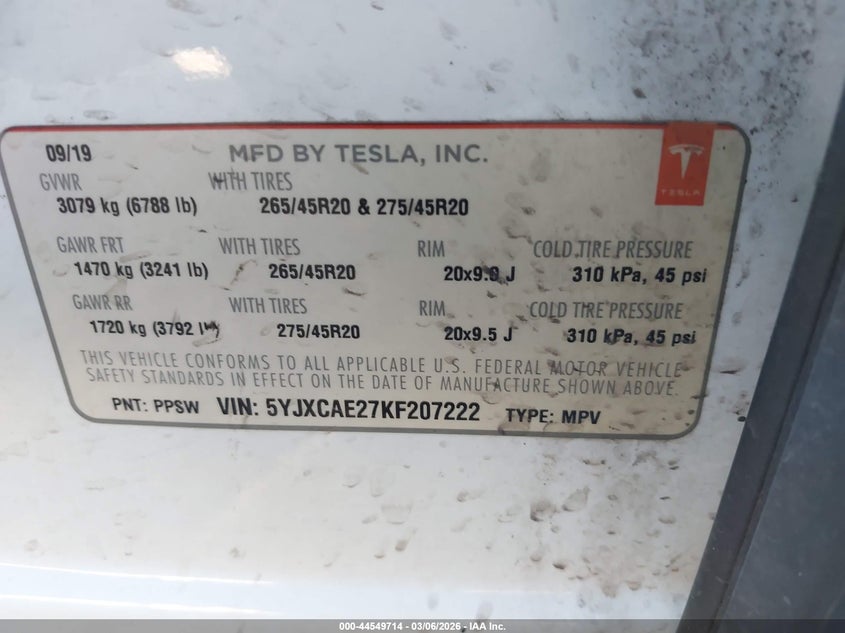 09/19 MFD BY TESLA, INC.
TESLA
GVWR WITH TIRES
3079 kg (6788 lb) 265/45R20 & 275/45R20
GAWR FRT WITH TIRES RIM COLD TIRE PRESSURE
1470 kg (3241 lb) 265/45R20 20x9.0 J 310 kPa, 45 psi
GAWR RR WITH TIRES RIM COLD TIRE PRESSURE
1720 kg (3792 lb) 275/45R20 20x9.5 J 310 kPa, 45 psi
THIS VEHICLE CONFORMS TO ALL APPLICABLE U.S. FEDERAL MOTOR VEHICLE
SAFETY STANDARDS IN EFFECT ON THE DATE OF MANUFACTURE SHOWN ABOVE.
PNT: PPSW VIN: 5YJXCAE27KF207222 TYPE: MPV
000-44549714 - 03/06/2026 - IAA Inc.